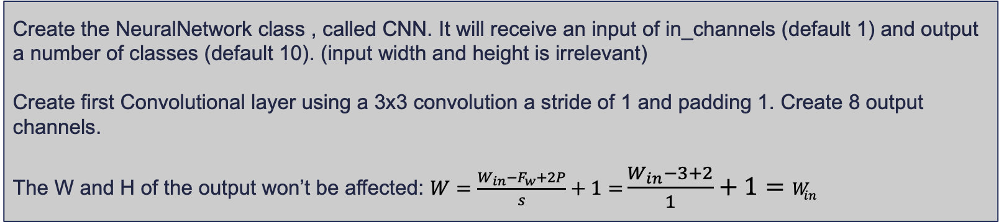 Create the NeuralNetwork class , called CNN. It will receive an input of in_channels (default 1) and output
a number of classes (default 10). (input width and height is irrelevant)
Create first Convolutional layer using a 3x3 convolution a stride of 1 and padding 1. Create 8 output
channels.
The W and H of the output won’t be affected: $W = \frac{W_{in}-F_w+2P}{s} + 1 = \frac{W_{in}-3+2}{1} + 1 = W_{in}$